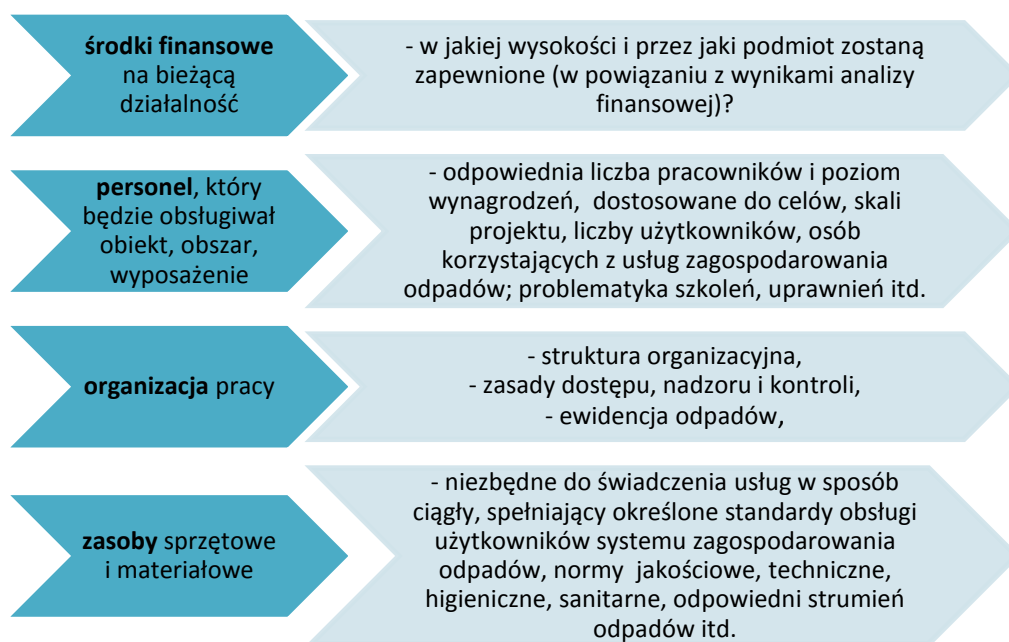 środki finansowe
na bieżącą
działalność
- w jakiej wysokości i przez jaki podmiot zostaną
zapewnione (w powiązaniu z wynikami analizy
finansowej)?
personel, który
będzie obsługiwał
obiekt, obszar,
wyposażenie
- odpowiednia liczba pracowników i poziom
wynagrodzeń, dostosowane do celów, skali
projektu, liczby użytkowników, osób
korzystających z usług zagospodarowania
odpadów; problematyka szkoleń, uprawnień itd.
organizacja pracy
- struktura organizacyjna,
- zasady dostępu, nadzoru i kontroli,
- ewidencja odpadów,
zasoby sprzętowe
i materiałowe
- niezbędne do świadczenia usług w sposób
ciągły, spełniający określone standardy obsługi
użytkowników systemu zagospodarowania
odpadów, normy jakościowe, techniczne,
higieniczne, sanitarne, odpowiedni strumień
odpadów itd.